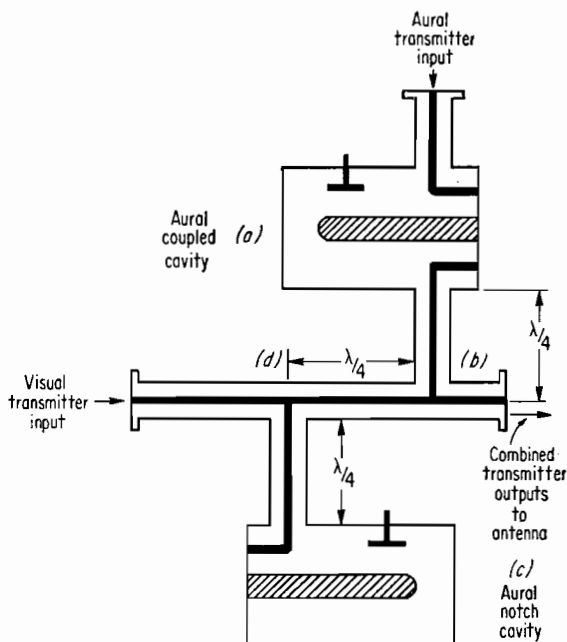 Aural
transmitter
input
Aural
coupled
cavity
(a)
λ/4
(d)
λ/4
(b)
Visual
transmitter
input
λ/4
Combined
transmitter
outputs
to
antenna
(c)
Aural
notch
cavity